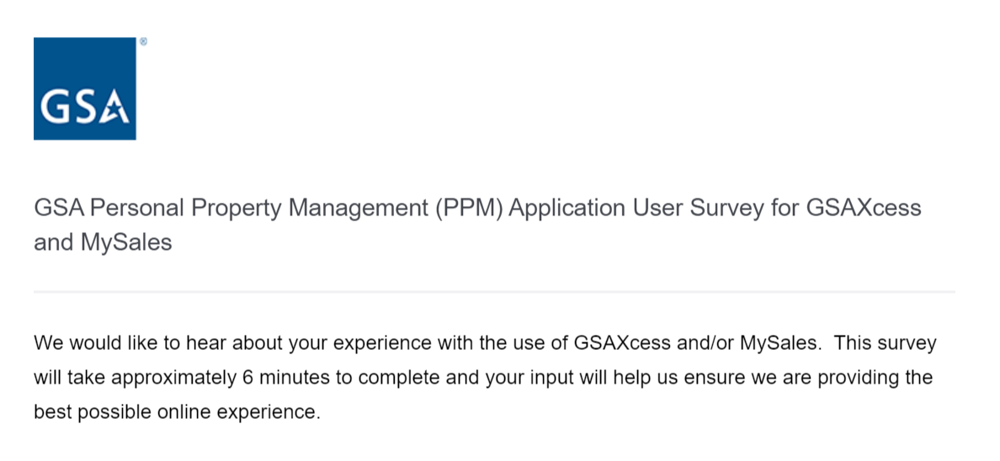 GSA®
GSA Personal Property Management (PPM) Application User Survey for GSAXcess
and MySales
We would like to hear about your experience with the use of GSAXcess and/or MySales.  This survey
will take approximately 6 minutes to complete and your input will help us ensure we are providing the
best possible online experience.